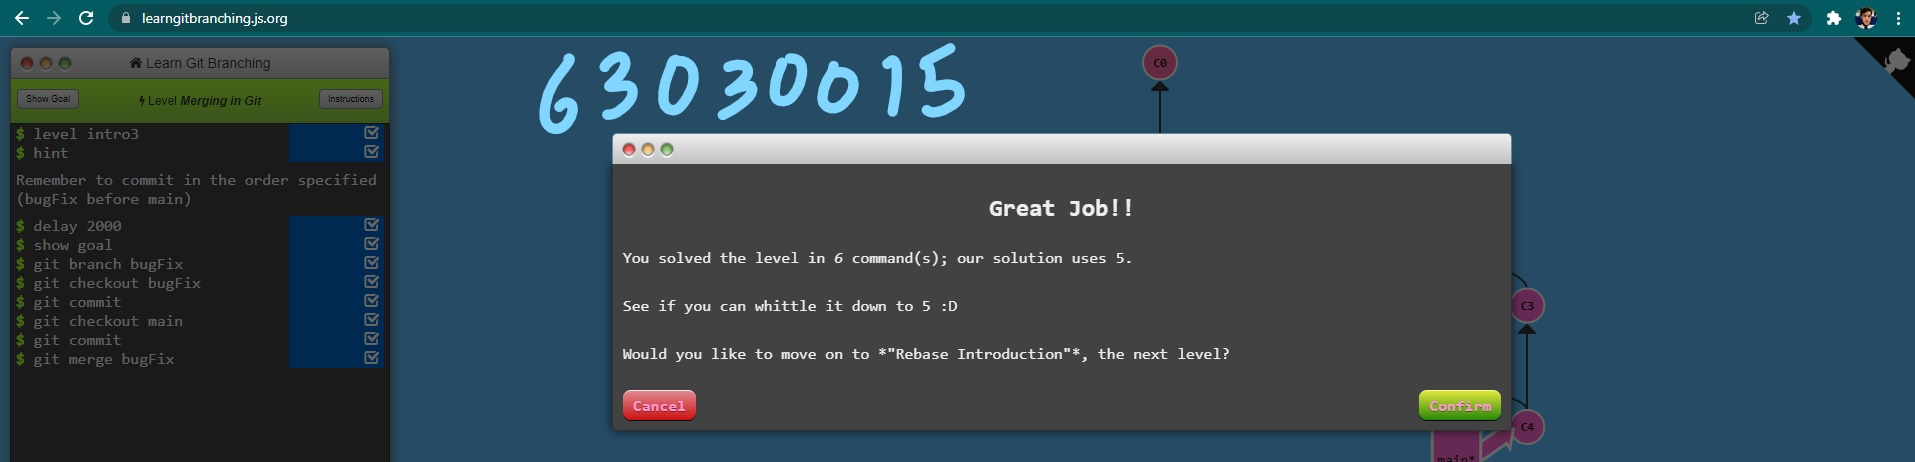 learngitbranching.js.org
Learn Git Branching
Show Goal
Level Merging in Git
Instructions
$ level intro3
$ hint
Remember to commit in the order specified
(bugFix before main)
$ delay 2000
$ show goal
$ git branch bugFix
$ git checkout bugFix
$ git commit
$ git checkout main
$ git commit
$ git merge bugFix
63030015
C0
Great Job!!
You solved the level in 6 command(s); our solution uses 5.
See if you can whittle it down to 5 :D
Would you like to move on to *"Rebase Introduction"*, the next level?
Cancel
Confirm
C3
C4
main*